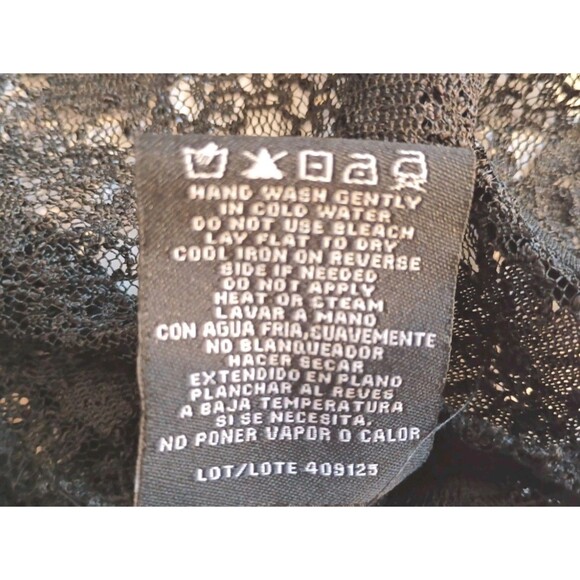 HAND WASH GENTLY
IN COLD WATER
DO NOT USE BLEACH
LAY FLAT TO DRY
COOL IRON ON REVERSE
SIDE IF NEEDED
DO NOT APPLY
HEAT OR STEAM
LAVAR A MANO
CON AGUA FRIA,SUAVEMENTE
NO BLANQUEADOR
HACER SECAR
EXTENDIDO EN PLANO
PLANCHAR AL REVES
A BAJA TEMPERATURA
SI SE NECESITA.
NO PONER VAPOR O CALOR
LOT/LOTE 409125